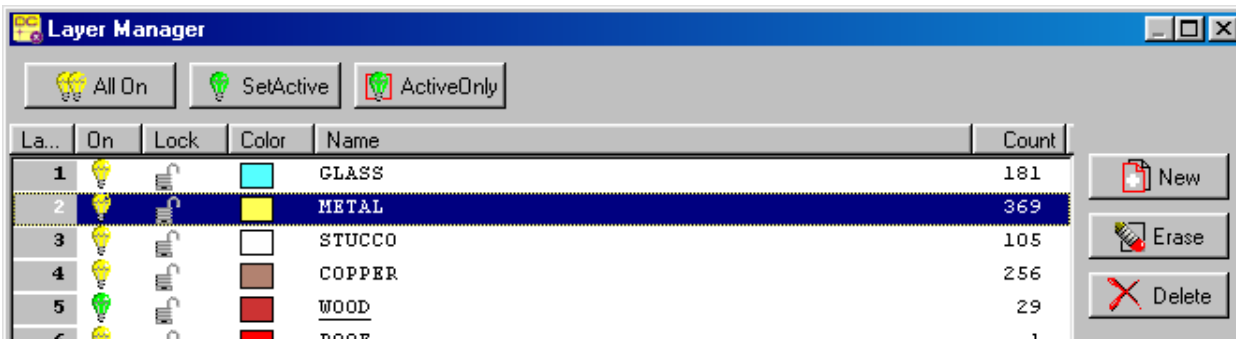 Layer Manager
All On SetActive ActiveOnly
La... On Lock Color Name Count
1 GLASS 181
New
2 METAL 369
3 STUCCO 105
Erase
4 COPPER 256
Delete
5 WOOD 29